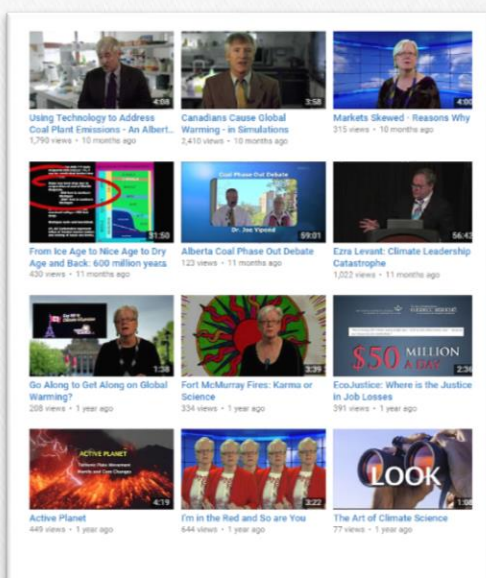 4:08
3:58
4:00
Using Technology to Address
Coal Plant Emissions - An Albert...
1,790 views • 10 months ago
Canadians Cause Global
Warming - in Simulations
2,410 views • 10 months ago
Markets Skewed - Reasons Why
315 views • 10 months ago
31:50
Coal Phase Out Debate
Dr. Joe Vipond
59:01
56:42
From Ice Age to Nice Age to Dry
Age and Back: 600 million years
430 views • 11 months ago
Alberta Coal Phase Out Debate
123 views • 11 months ago
Ezra Levant: Climate Leadership
Catastrophe
1,022 views • 11 months ago
1:38
3:39
$50 MILLION
A DAY
2:36
Go Along to Get Along on Global
Warming?
208 views • 1 year ago
Fort McMurray Fires: Karma or
Science
334 views • 1 year ago
EcoJustice: Where is the Justice
in Job Losses
391 views • 1 year ago
ACTIVE PLANET
4:19
3:22
LOOK
1:08
Active Planet
449 views • 1 year ago
I'm in the Red and So are You
644 views • 1 year ago
The Art of Climate Science
77 views • 1 year ago